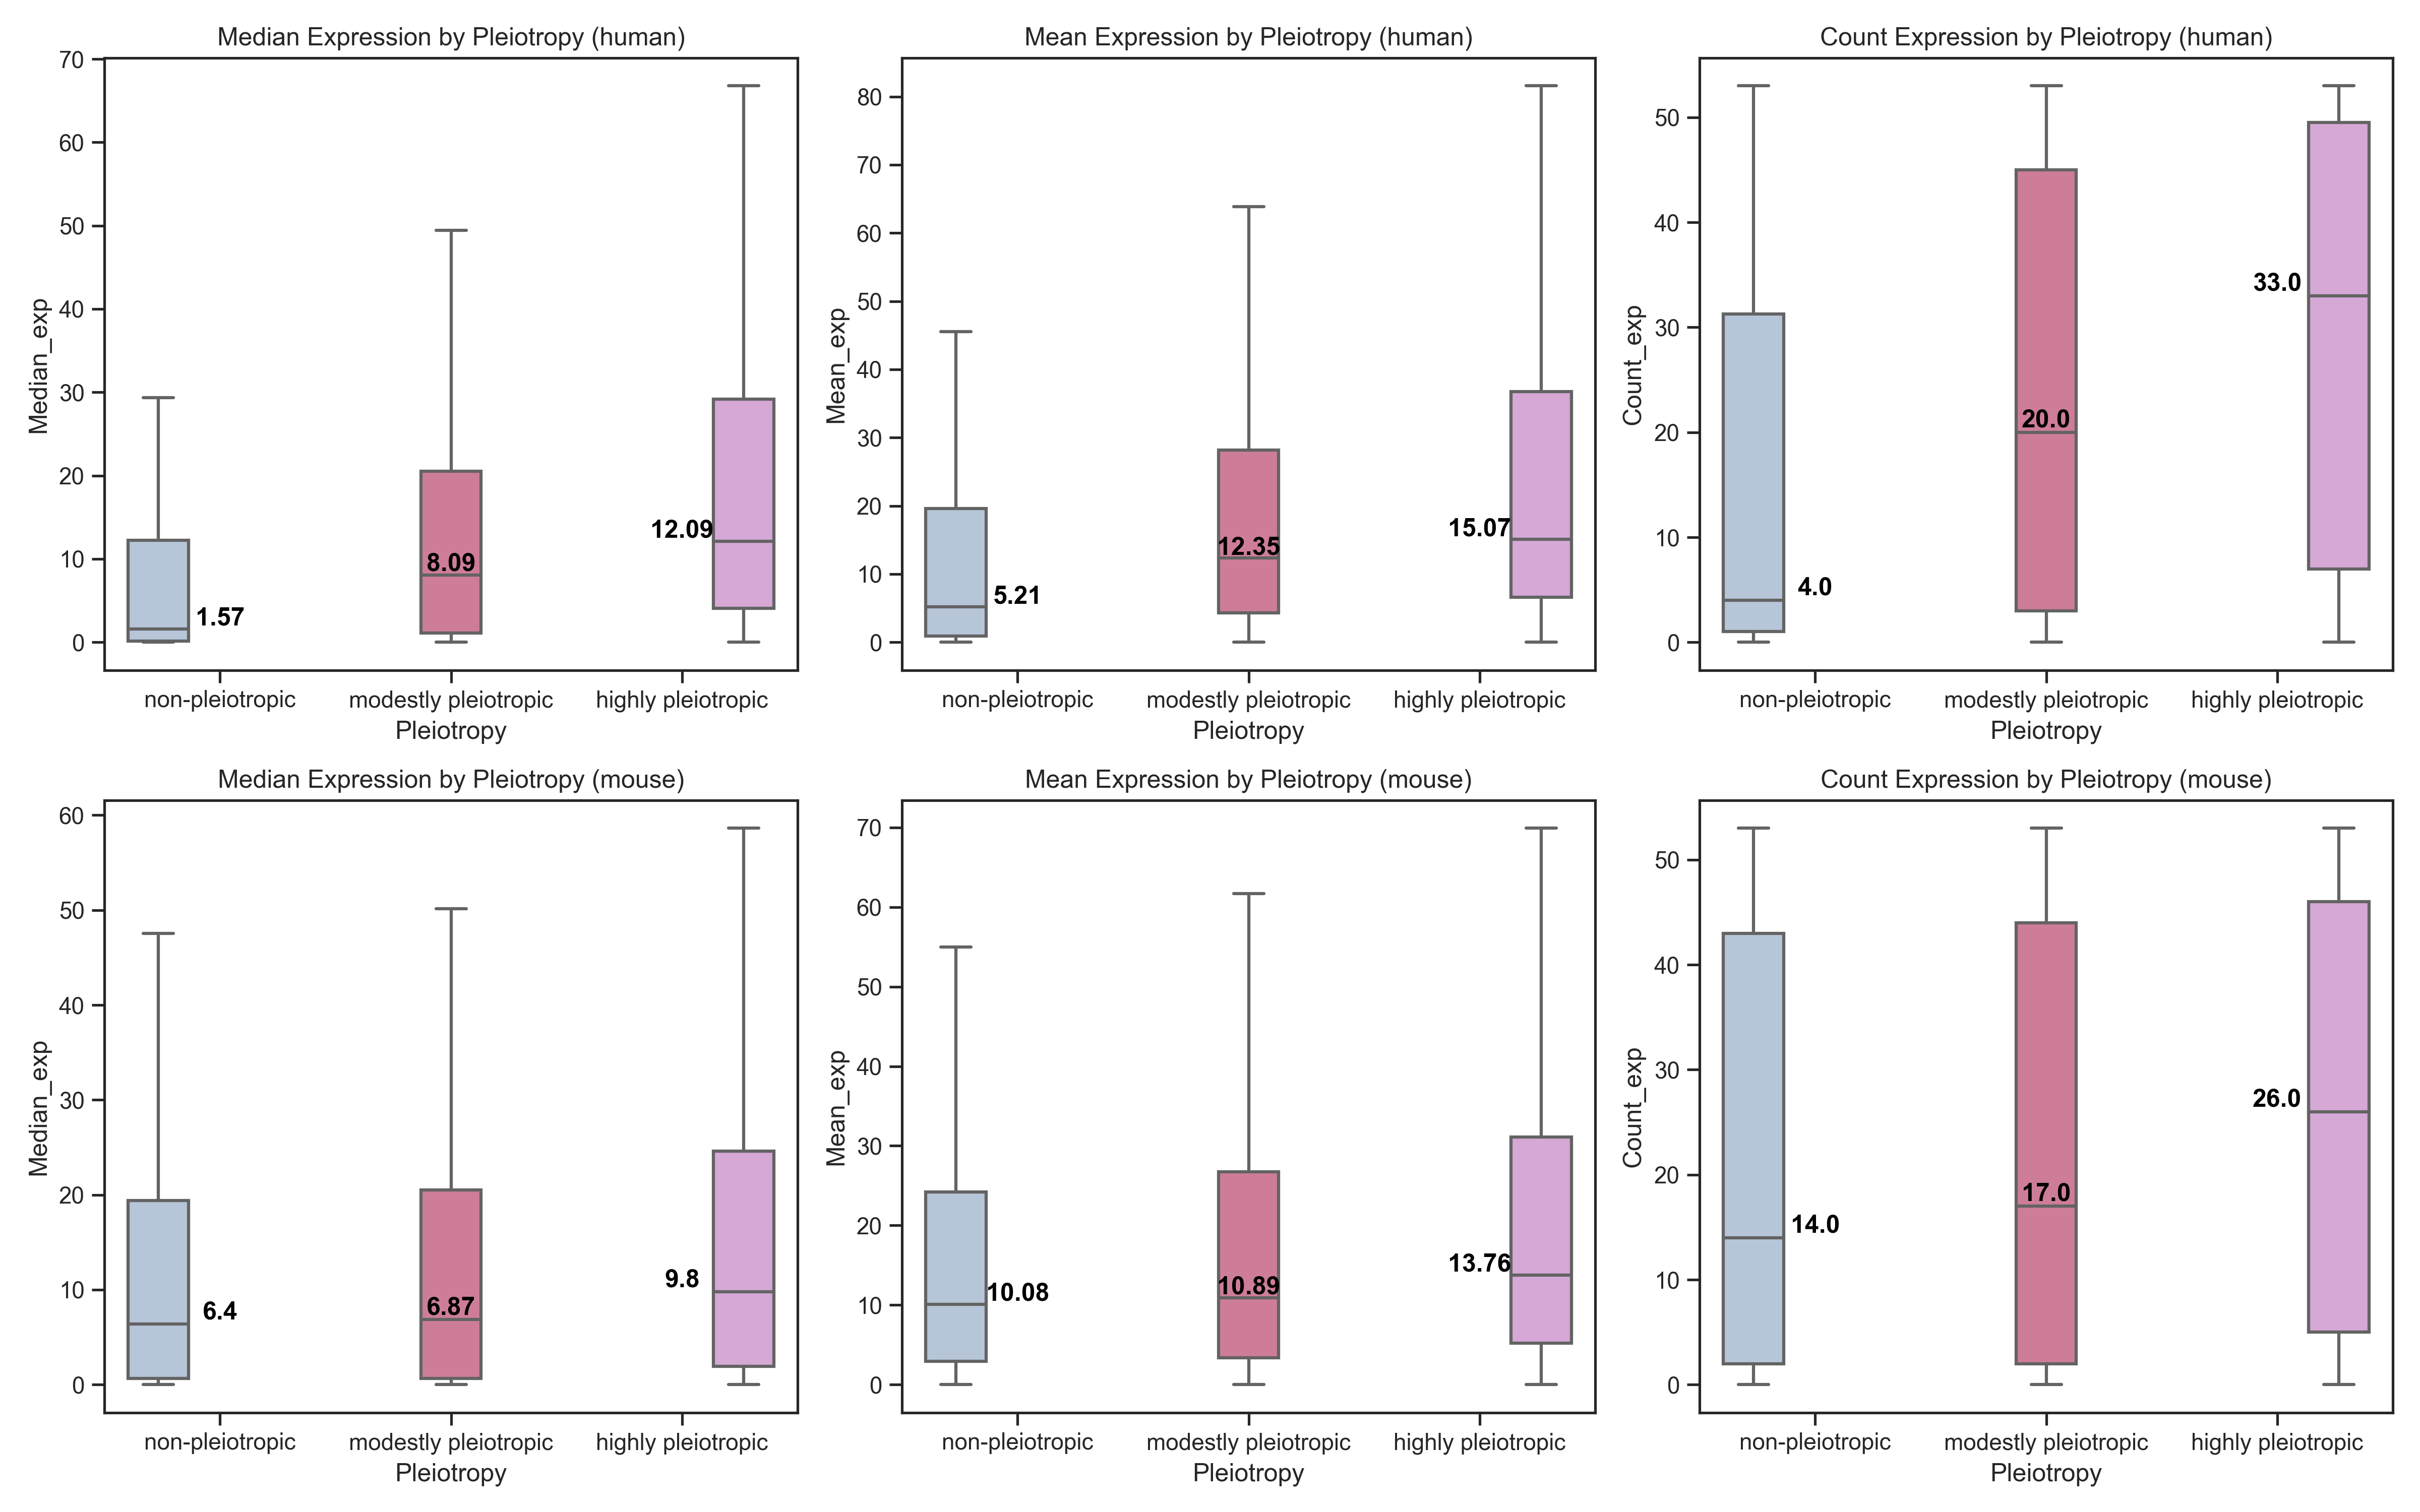 Median Expression by Pleiotropy (human)
70
60
50
40
30
20
10
0
Median_exp
1.57
8.09
12.09
non-pleiotropic
modestly pleiotropic
highly pleiotropic
Pleiotropy
Mean Expression by Pleiotropy (human)
80
70
60
50
40
30
20
10
0
Mean_exp
5.21
12.35
15.07
non-pleiotropic
modestly pleiotropic
highly pleiotropic
Pleiotropy
Count Expression by Pleiotropy (human)
50
40
30
20
10
0
Count_exp
4.0
20.0
33.0
non-pleiotropic
modestly pleiotropic
highly pleiotropic
Pleiotropy
Median Expression by Pleiotropy (mouse)
60
50
40
30
20
10
0
Median_exp
6.4
6.87
9.8
non-pleiotropic
modestly pleiotropic
highly pleiotropic
Pleiotropy
Mean Expression by Pleiotropy (mouse)
70
60
50
40
30
20
10
0
Mean_exp
10.08
10.89
13.76
non-pleiotropic
modestly pleiotropic
highly pleiotropic
Pleiotropy
Count Expression by Pleiotropy (mouse)
50
40
30
20
10
0
Count_exp
14.0
17.0
26.0
non-pleiotropic
modestly pleiotropic
highly pleiotropic
Pleiotropy